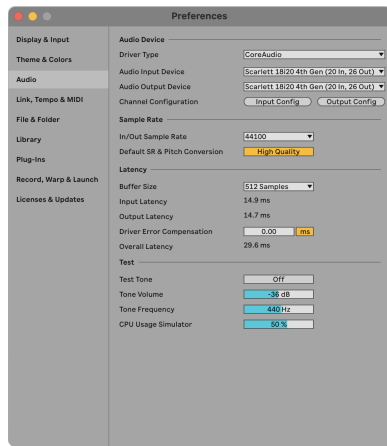 Preferences
Display & Input
Theme & Colors
Audio
Link, Tempo & MIDI
File & Folder
Library
Plug-Ins
Record, Warp & Launch
Licenses & Updates
Audio Device
Driver Type CoreAudio
Audio Input Device Scarlett 18i20 4th Gen (20 In, 26 Out)
Audio Output Device Scarlett 18i20 4th Gen (20 In, 26 Out)
Channel Configuration Input Config Output Config
Sample Rate
In/Out Sample Rate 44100
Default SR & Pitch Conversion High Quality
Latency
Buffer Size 512 Samples
Input Latency 14.9 ms
Output Latency 14.7 ms
Driver Error Compensation 0.00 ms
Overall Latency 29.6 ms
Test
Test Tone Off
Tone Volume -36 dB
Tone Frequency 440 Hz
CPU Usage Simulator 50 %